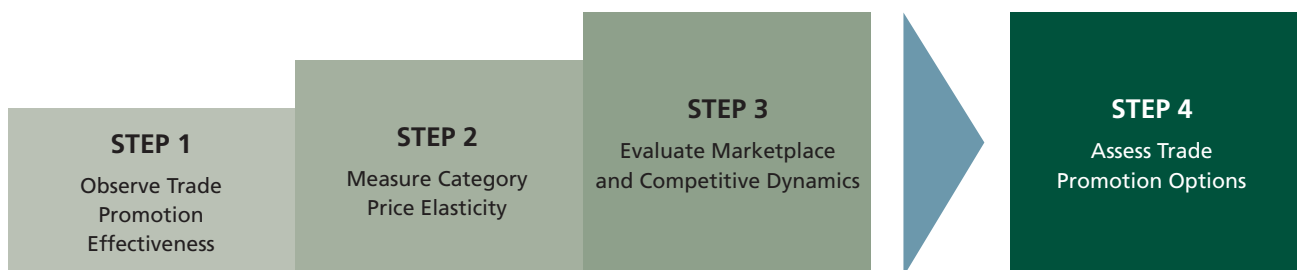 STEP 1
Observe Trade
Promotion
Effectiveness
STEP 2
Measure Category
Price Elasticity
STEP 3
Evaluate Marketplace
and Competitive Dynamics
STEP 4
Assess Trade
Promotion Options